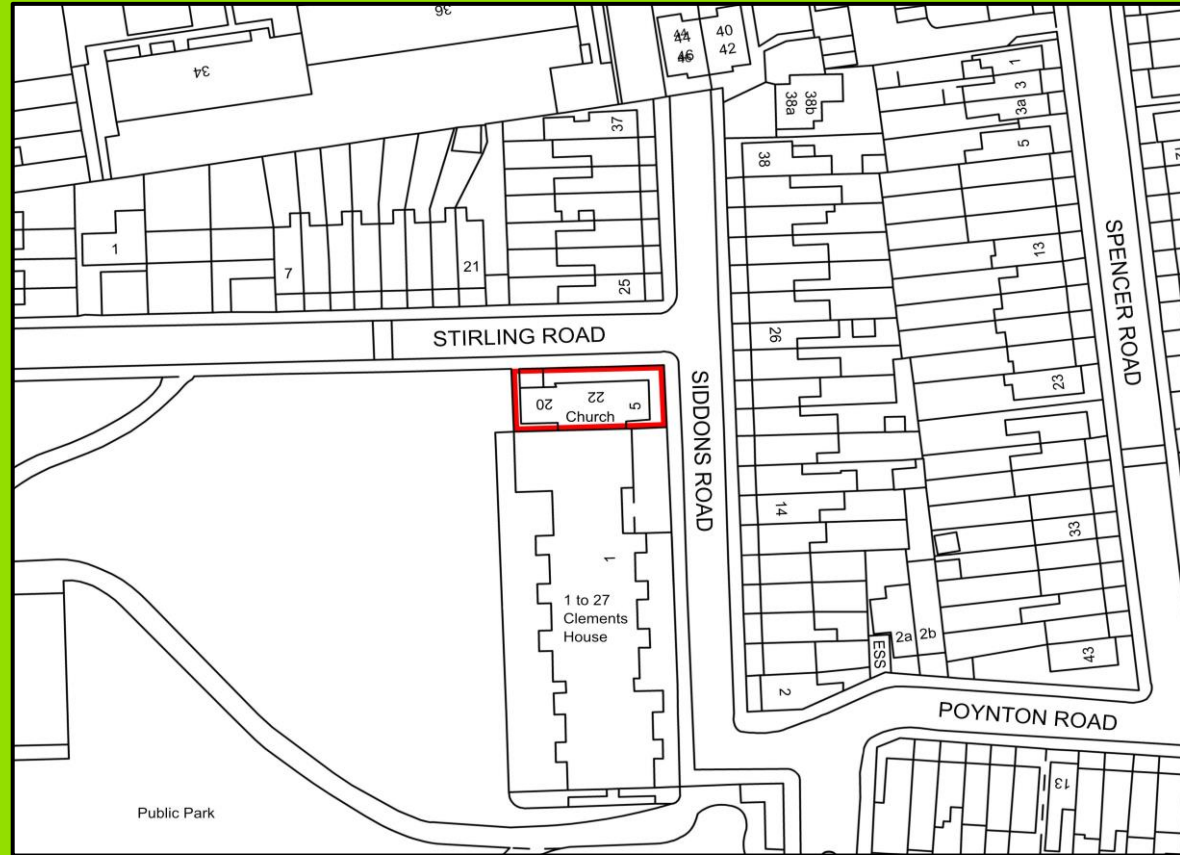 36
34
40
42
38a
38b
38
37
1
3
3a
5
1
7
21
25
13
SPENCER ROAD
STIRLING ROAD
26
23
20
22
5
Church
SIDDONS ROAD
14
33
1
1 to 27
Clements
House
2a
2b
ESS
43
2
POYNTON ROAD
13
Public Park